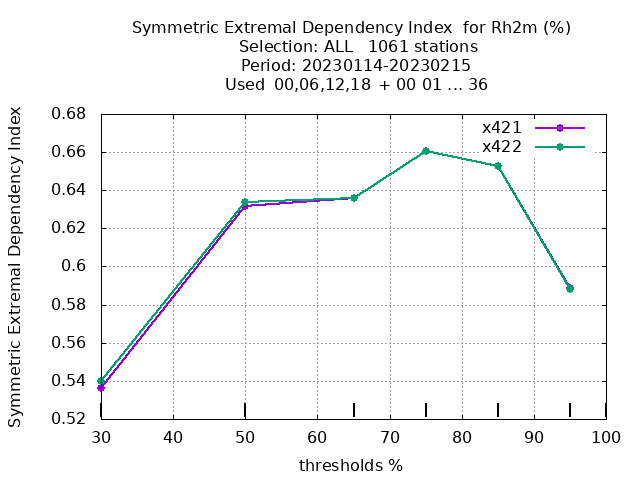 Symmetric Extremal Dependency Index for Rh2m (%)
Selection: ALL 1061 stations
Period: 20230114-20230215
Used 00,06,12,18 + 00 01 ... 36
Symmetric Extremal Dependency Index
0.68
0.66
0.64
0.62
0.6
0.58
0.56
0.54
0.52
x421
x422
30 40 50 60 70 80 90 100
thresholds %